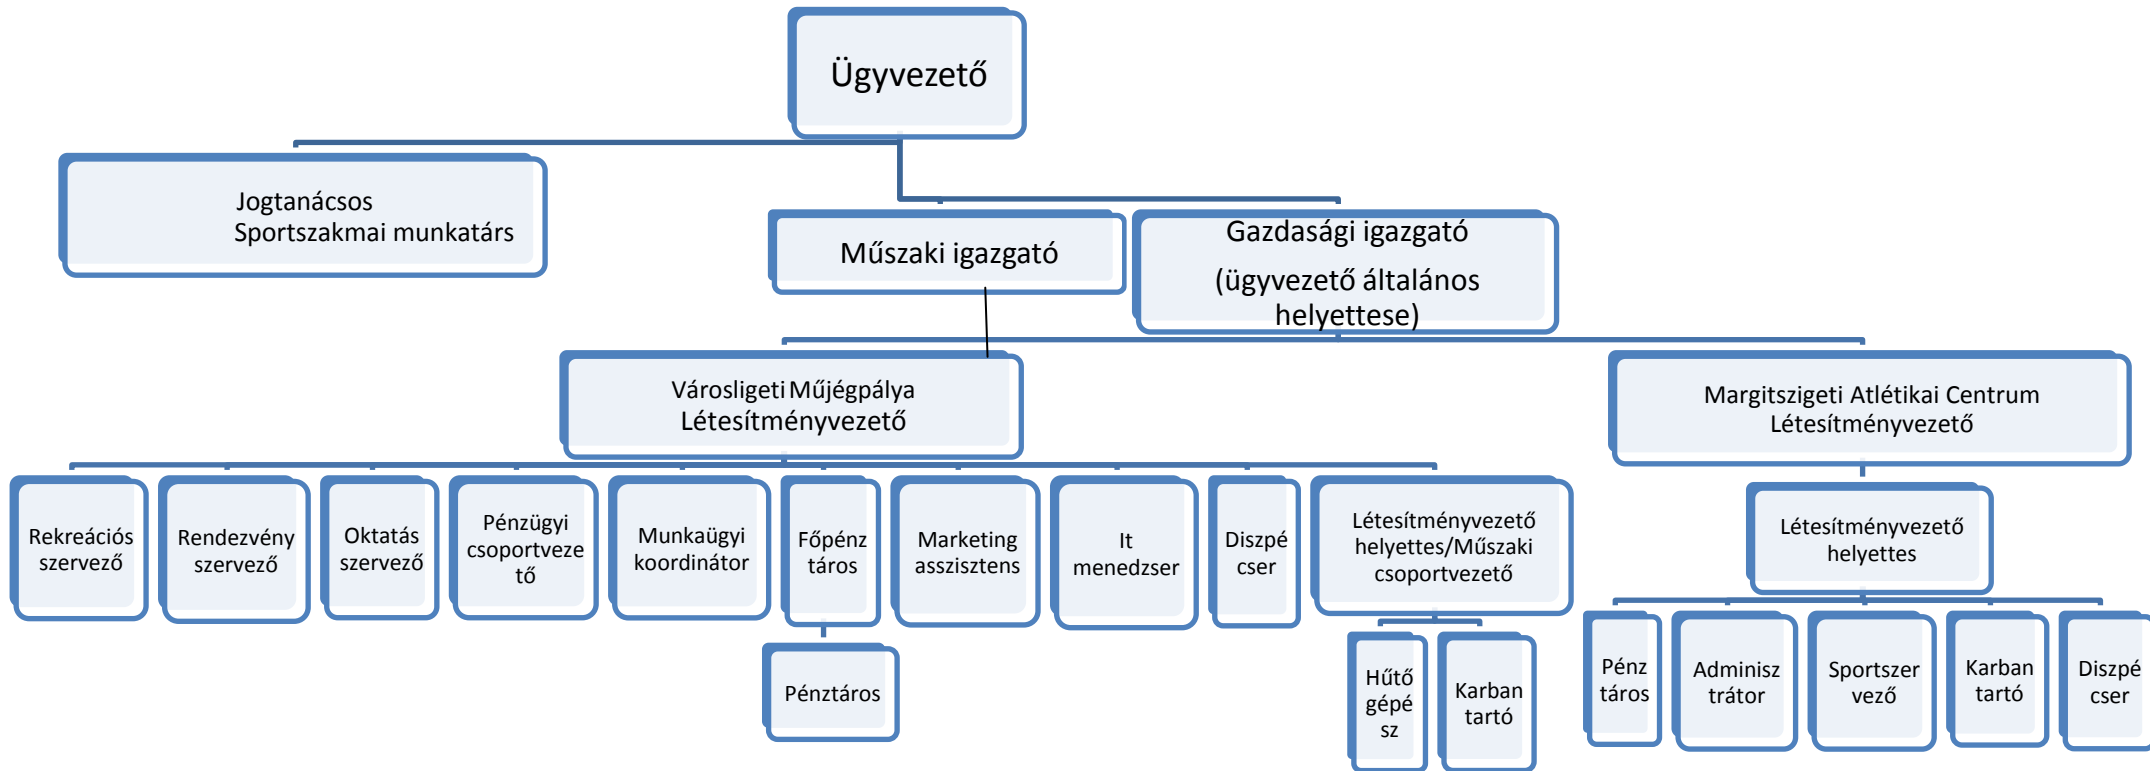 Ügyvezető
Jogtanácsos
Sportszakmai munkatárs
Műszaki igazgató
Gazdasági igazgató
(ügyvezető általános
helyettese)
Városligeti Műjégpálya
Létesítményvezető
Margitszigeti Atlétikai Centrum
Létesítményvezető
Rekreációs
szervező
Rendezvény
szervező
Oktatás
szervező
Pénzügyi
csoportveze
tő
Munkaügyi
koordinátor
Főpénz
táros
Marketing
asszisztens
It
menedzser
Diszpé
cser
Létesítményvezető
helyettes/Műszaki
csoportvezető
Létesítményvezető
helyettes
Pénztáros
Hűtő
gépé
sz
Karban
tartó
Pénz
táros
Adminisz
trátor
Sportszer
vező
Karban
tartó
Diszpé
cser